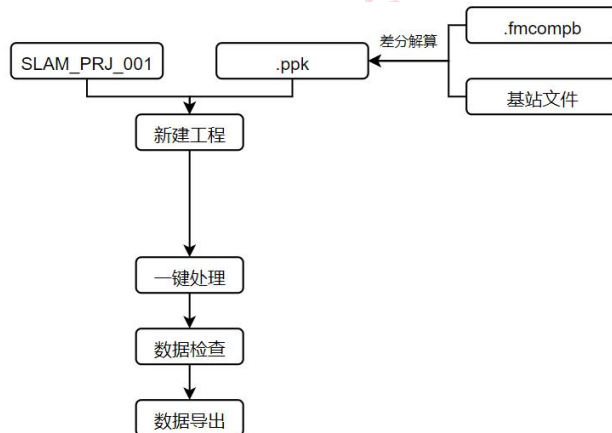 .fmcompb
差分解算
SLAM_PRJ_001
.ppk
基站文件
新建工程
一键处理
数据检查
数据导出